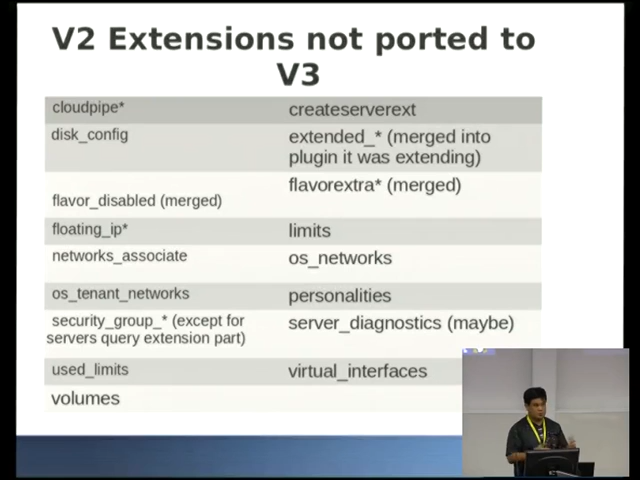 V2 Extensions not ported to
V3
cloudpipe*
createserverext
disk_config
extended_* (merged into
plugin it was extending)
flavor_disabled (merged)
flavorextra* (merged)
floating_ip*
limits
networks_associate
os_networks
os_tenant_networks
personalities
security_group_* (except for
servers query extension part)
server_diagnostics (maybe)
used_limits
virtual_interfaces
volumes